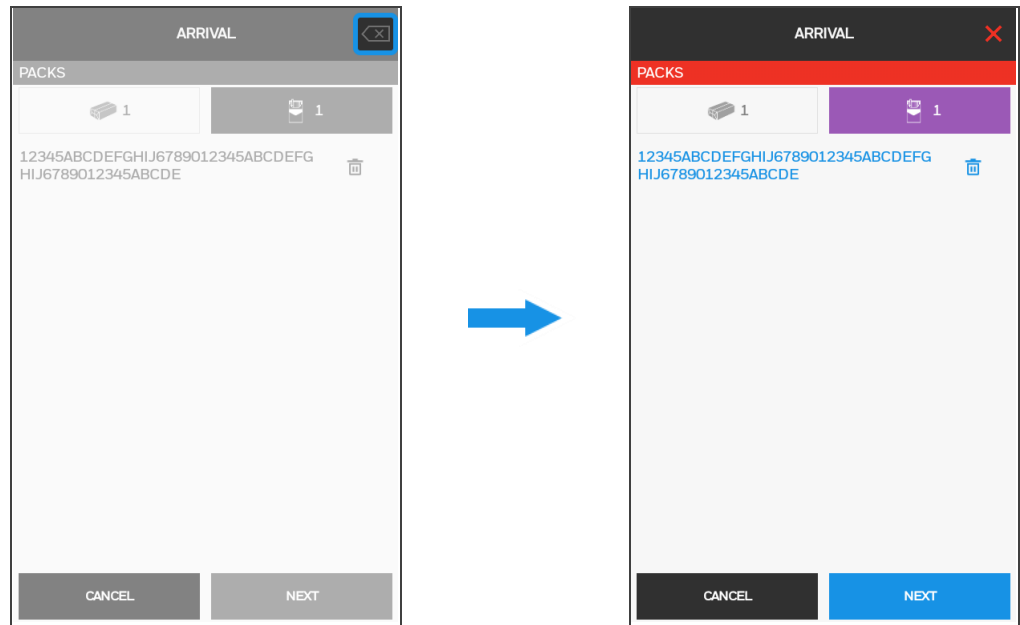 ARRIVAL
PACKS
1
1
12345ABCDEFGHIJ6789012345ABCDEFG
HIJ6789012345ABCDE
CANCEL
NEXT
ARRIVAL
PACKS
1
1
12345ABCDEFGHIJ6789012345ABCDEFG
HIJ6789012345ABCDE
CANCEL
NEXT